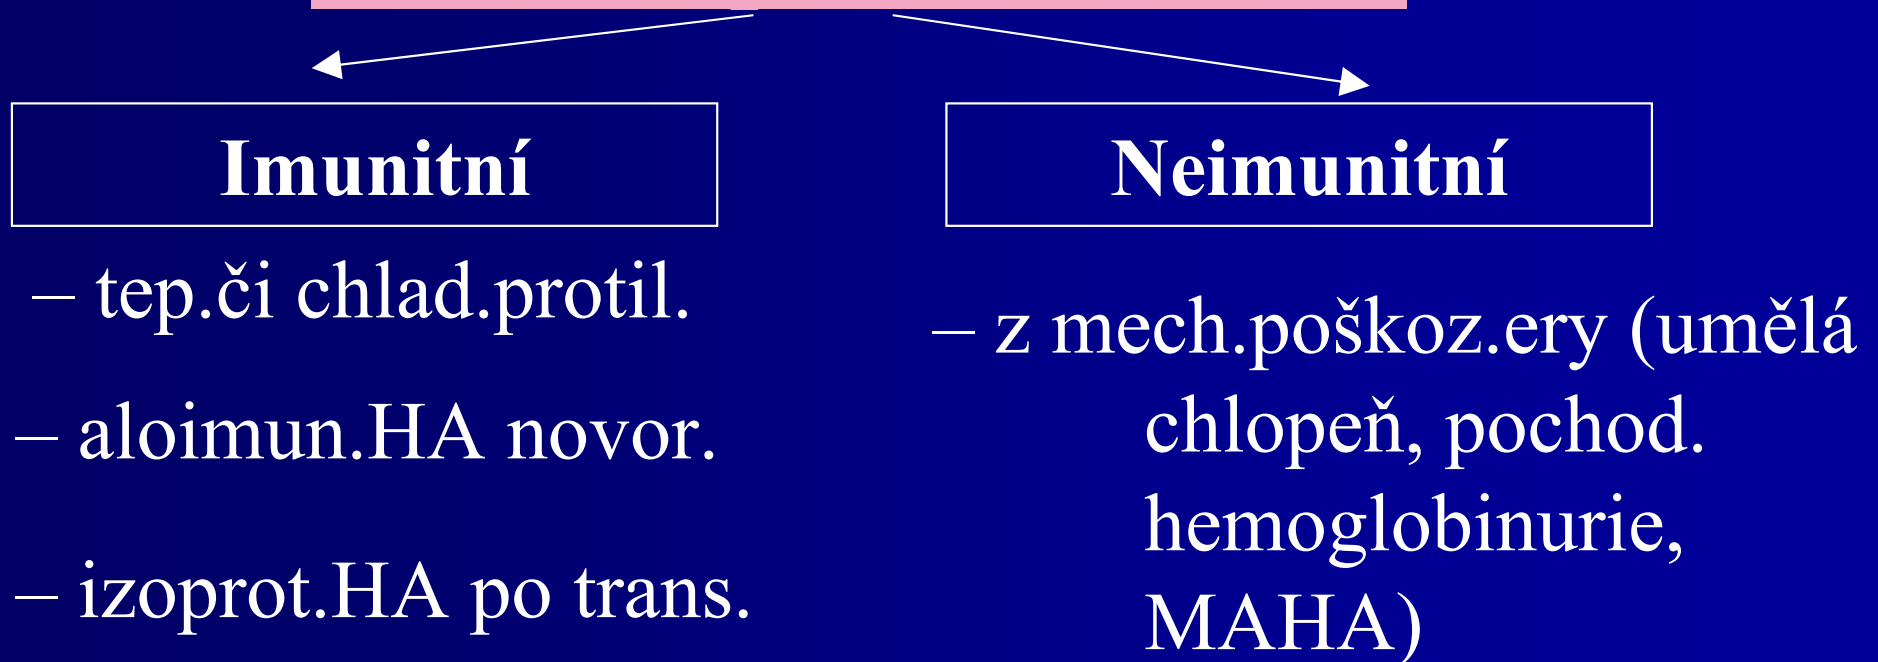 Imunitní
– tep.či chlad.protil.
– aloimun.HA novor.
– izoprot.HA po trans.
Neimunitní
– z mech.poškoz.ery (umělá
chlopeň, pochod.
hemoglobinurie,
MAHA)